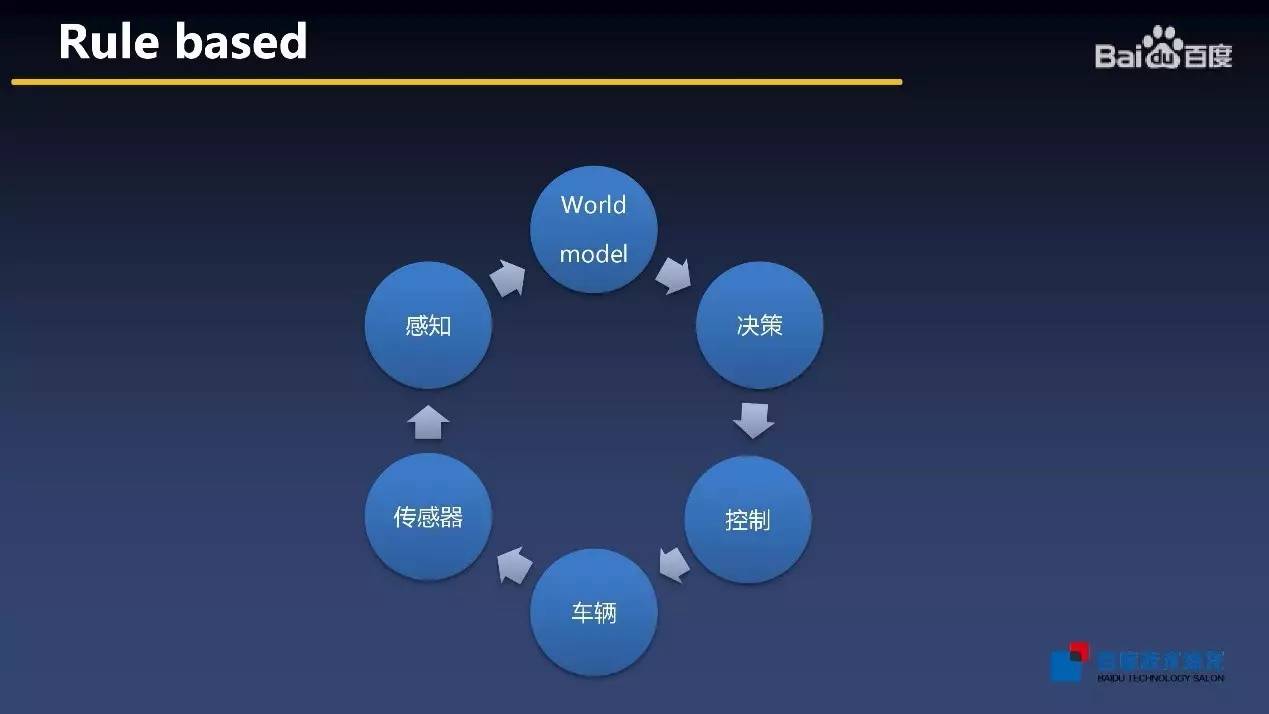 Rule based
Bai du 百度
World
model
感知
决策
传感器
控制
车辆
百度技术沙龙
BAIDU TECHNOLOGY SALON